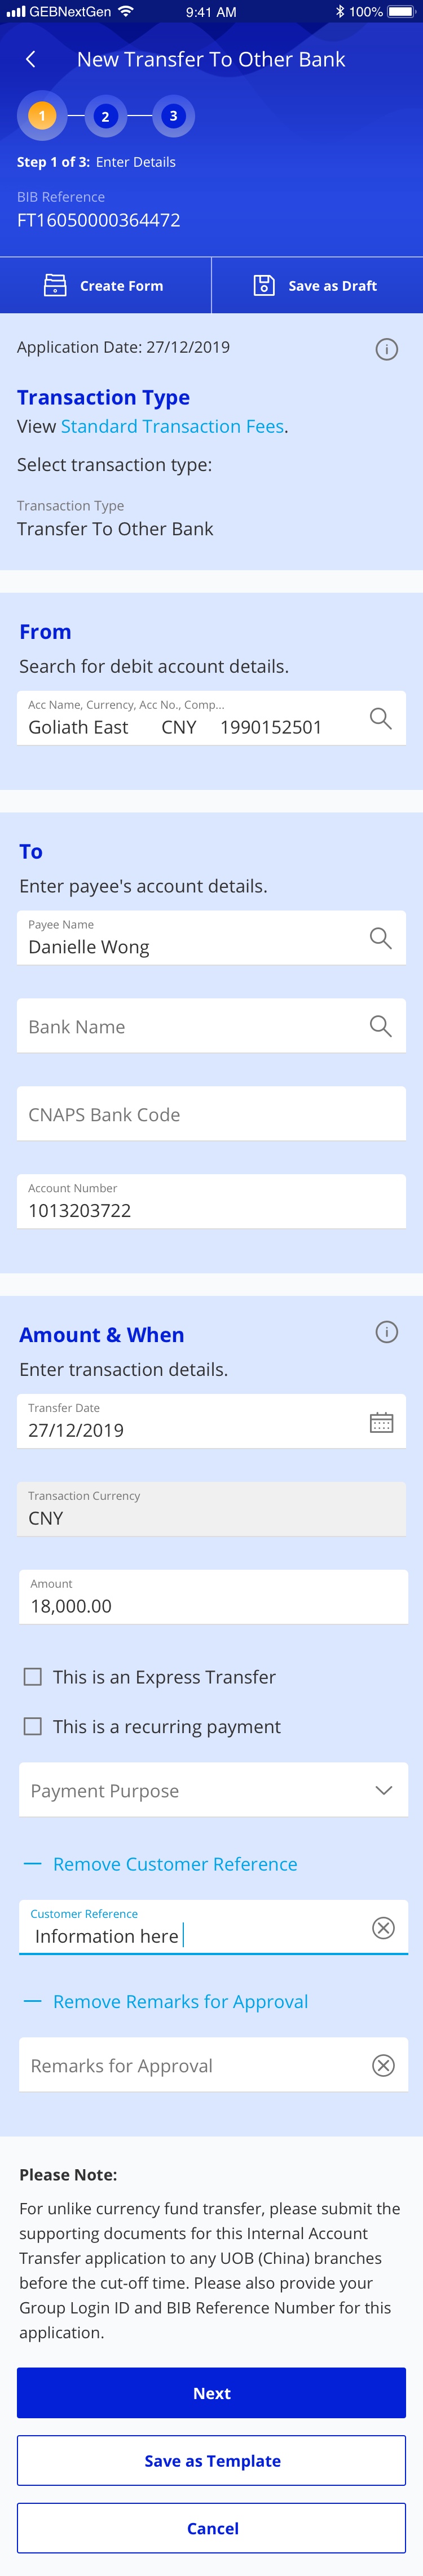 GEBNextGen 9:41 AM 100%
New Transfer To Other Bank
1 2 3
Step 1 of 3: Enter Details
BIB Reference
FT16050000364472
Create Form Save as Draft
Application Date: 27/12/2019
Transaction Type
View Standard Transaction Fees.
Select transaction type:
Transaction Type
Transfer To Other Bank
From
Search for debit account details.
Acc Name, Currency, Acc No., Comp...
Goliath East CNY 1990152501
To
Enter payee's account details.
Payee Name
Danielle Wong
Bank Name
CNAPS Bank Code
Account Number
1013203722
Amount & When
Enter transaction details.
Transfer Date
27/12/2019
Transaction Currency
CNY
Amount
18,000.00
This is an Express Transfer
This is a recurring payment
Payment Purpose
Remove Customer Reference
Customer Reference
Information here
Remove Remarks for Approval
Remarks for Approval
Please Note:
For unlike currency fund transfer, please submit the
supporting documents for this Internal Account
Transfer application to any UOB (China) branches
before the cut-off time. Please also provide your
Group Login ID and BIB Reference Number for this
application.
Next
Save as Template
Cancel